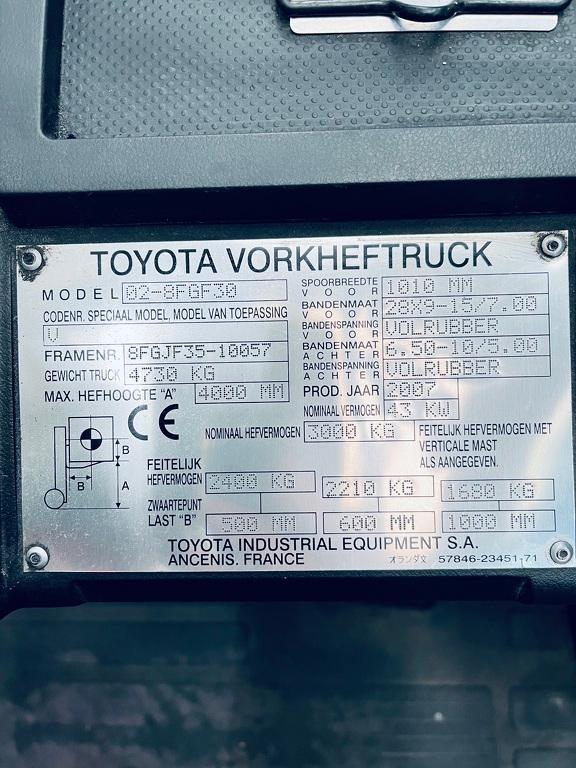 TOYOTA VORKHEFTRUCK
MODEL 02-8FGF30
CODENR. SPECIAAL MODEL, MODEL VAN TOEPASSING
V
FRAMENR. 8FGJF35-10057
GEWICHT TRUCK 4730 KG
MAX. HEFHOOGTE "A" 4000 MM
SPOORBREEDTE VOOR 1010 MM
BANDENMAAT VOOR 28X9-15/7.00
BANDENSPANNING VOOR VOLRUBBER
BANDENMAAT ACHTER 6.50-10/5.00
BANDENSPANNING ACHTER VOLRUBBER
PROD. JAAR 2007
NOMINAAL VERMOGEN 43 KW
CE
NOMINAAL HEFVERMOGEN 3000 KG
FEITELIJK HEFVERMOGEN MET
VERTICALE MAST
ALS AANGEGEVEN.
B
B A
FEITELIJK
HEFVERMOGEN 2400 KG 2210 KG 1680 KG
ZWAARTEPUNT
LAST "B" 500 MM 600 MM 1000 MM
TOYOTA INDUSTRIAL EQUIPMENT S.A.
ANCENIS. FRANCE オランダ文 57846-23451-71